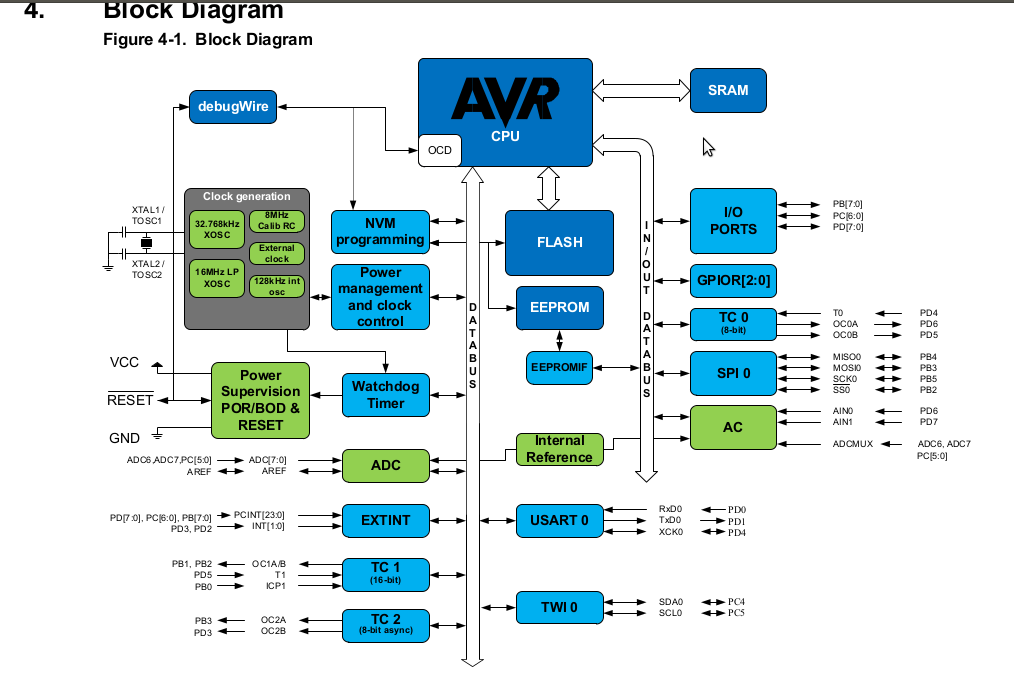 4. Block Diagram
Figure 4-1. Block Diagram
AVR
CPU
OCD
SRAM
debugWire
Clock generation
32.768kHz
XOSC
8MHz
Calib RC
External
clock
16MHz LP
XOSC
128kHz int
osc
XTAL1 /
TOSC1
XTAL2 /
TOSC2
NVM
programming
Power
management
and clock
control
FLASH
EEPROM
EEPROMIF
DATABUS
IN/OUT DATABUS
I/O
PORTS
PB[7:0]
PC[6:0]
PD[7:0]
GPIOR[2:0]
TC 0
(8-bit)
T0 PD4
OC0A PD6
OC0B PD5
SPI 0
MISO0 PB4
MOSI0 PB3
SCK0 PB5
SS0 PB2
AC
AIN0 PD6
AIN1 PD7
ADCMUX ADC6, ADC7
PC[5:0]
VCC
RESET
GND
Power
Supervision
POR/BOD &
RESET
Watchdog
Timer
Internal
Reference
ADC6,ADC7,PC[5:0] ADC[7:0]
AREF AREF
ADC
PD[7:0], PC[6:0], PB[7:0] PCINT[23:0]
PD3, PD2 INT[1:0]
EXTINT
PB1, PB2 OC1A/B
PD5 T1
PB0 ICP1
TC 1
(16-bit)
PB3 OC2A
PD3 OC2B
TC 2
(8-bit async)
USART 0
RxD0 PD0
TxD0 PD1
XCK0 PD4
TWI 0
SDA0 PC4
SCL0 PC5